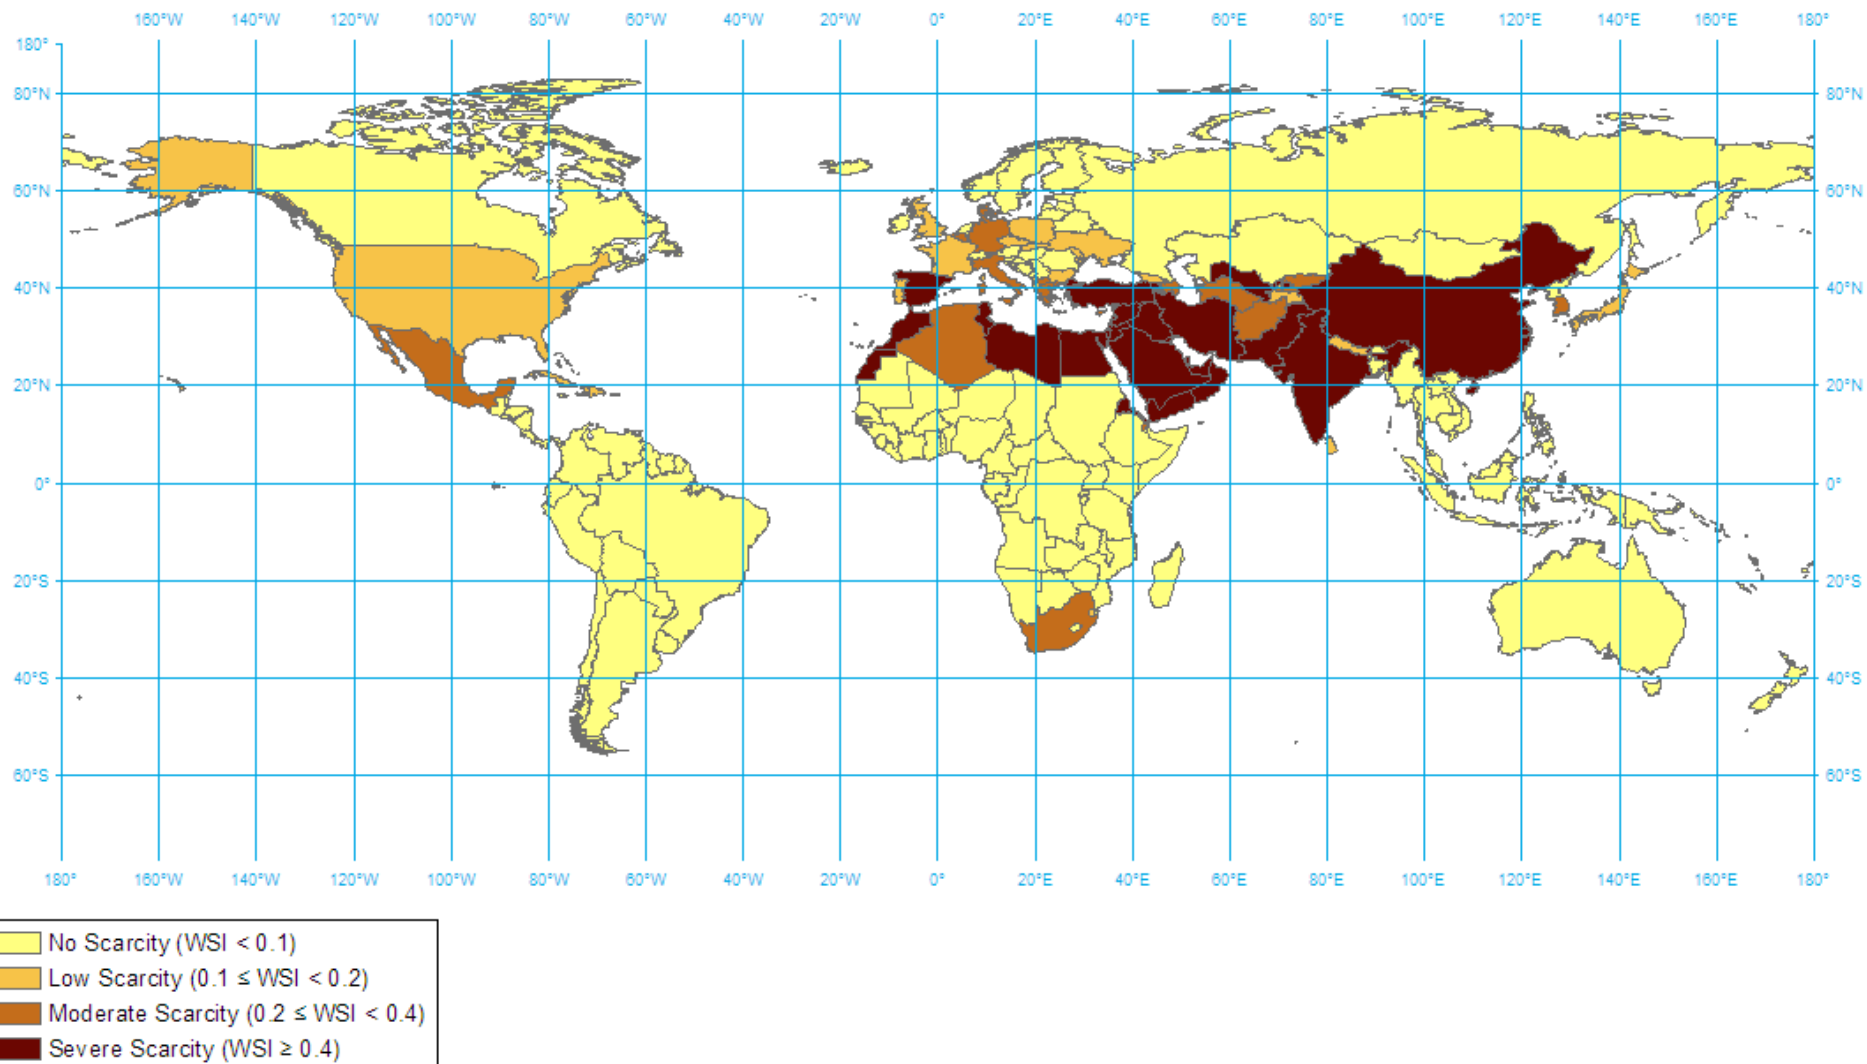 160°W 140°W 120°W 100°W 80°W 60°W 40°W 20°W 0° 20°E 40°E 60°E 80°E 100°E 120°E 140°E 160°E 180°
180°
80°N 80°N
60°N 60°N
40°N 40°N
20°N 20°N
0° 0°
20°S 20°S
40°S 40°S
60°S 60°S
180° 160°W 140°W 120°W 100°W 80°W 60°W 40°W 20°W 0° 20°E 40°E 60°E 80°E 100°E 120°E 140°E 160°E 180°
No Scarcity (WSI < 0.1)
Low Scarcity (0.1 ≤ WSI < 0.2)
Moderate Scarcity (0.2 ≤ WSI < 0.4)
Severe Scarcity (WSI ≥ 0.4)